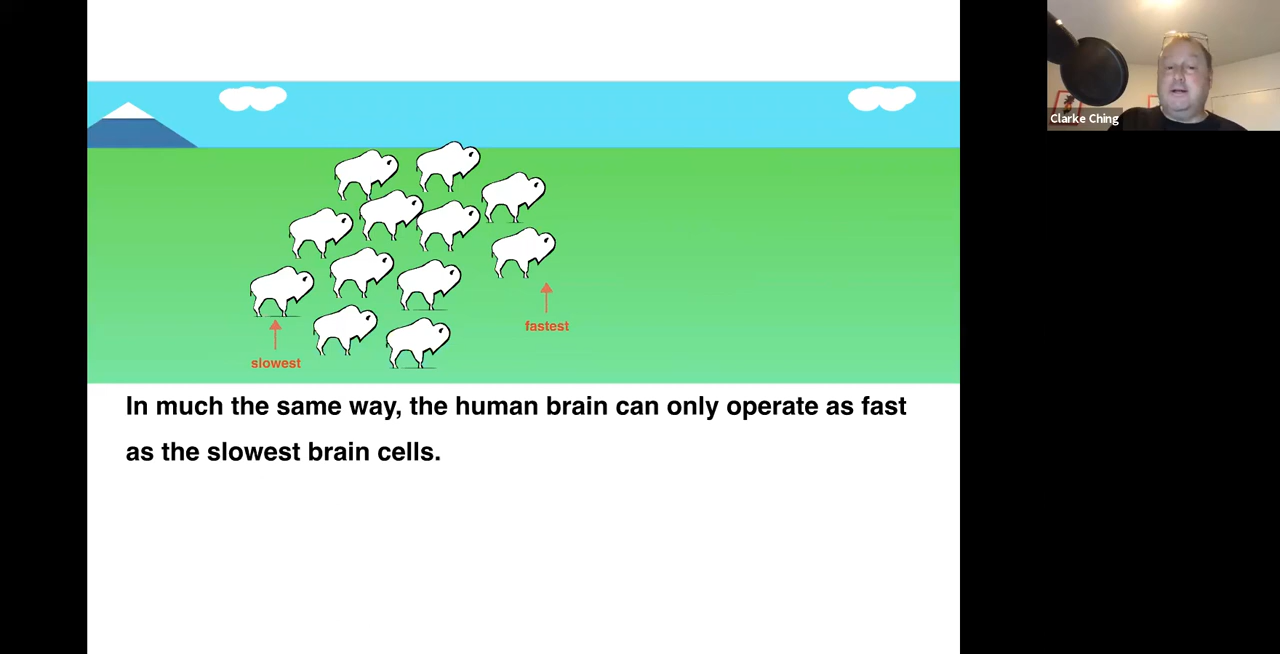 Clarke Ching
fastest
slowest
In much the same way, the human brain can only operate as fast
as the slowest brain cells.